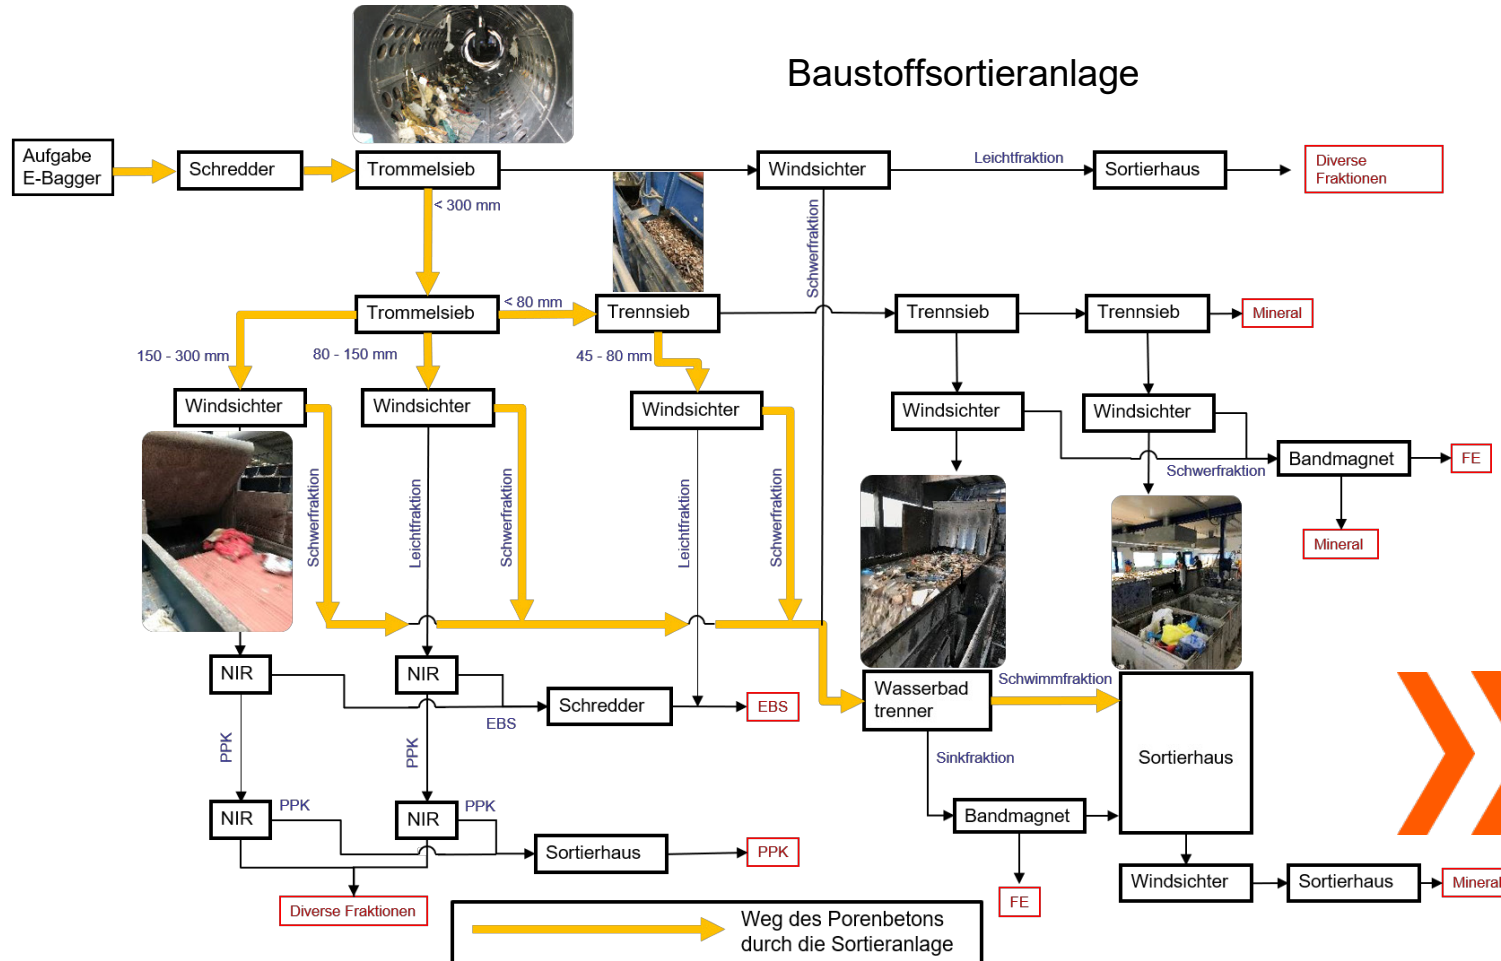 Baustoffsortieranlage
Aufgabe
E-Bagger
Schredder
Trommelsieb
Windsichter
Leichtfraktion
Sortierhaus
Diverse
Fraktionen
< 300 mm
Schwerfraktion
Trommelsieb
< 80 mm
Trennsieb
Trennsieb
Trennsieb
Mineral
150 - 300 mm
80 - 150 mm
45 - 80 mm
Windsichter
Windsichter
Windsichter
Windsichter
Windsichter
Schwerfraktion
Bandmagnet
FE
Mineral
Schwerfraktion
Leichtfraktion
Schwerfraktion
Leichtfraktion
Schwerfraktion
NIR
NIR
EBS
Schredder
EBS
Wasserbad
trenner
Schwimmfraktion
Sortierhaus
Sinkfraktion
PPK
PPK
NIR
PPK
NIR
PPK
Sortierhaus
PPK
Bandmagnet
FE
Windsichter
Sortierhaus
Mineral
Diverse Fraktionen
Weg des Porenbetons
durch die Sortieranlage